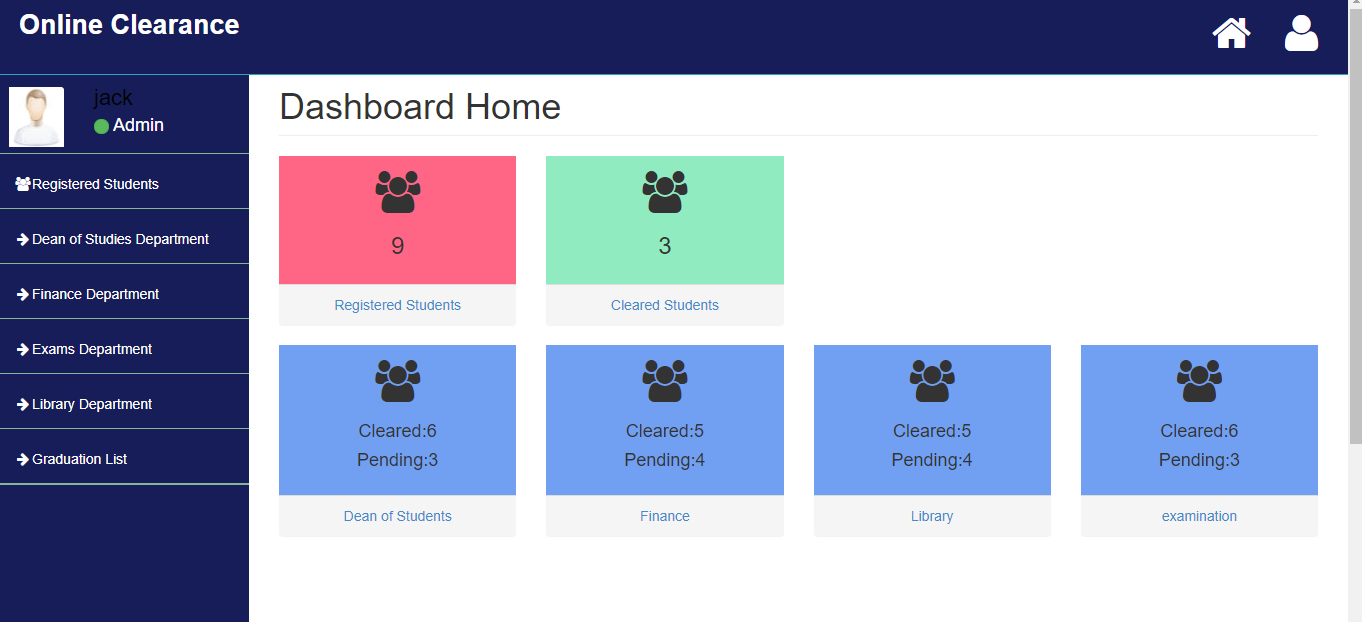 Online Clearance
jack
Admin
Registered Students
Dean of Studies Department
Finance Department
Exams Department
Library Department
Graduation List
Dashboard Home
9
Registered Students
3
Cleared Students
Cleared:6
Pending:3
Dean of Students
Cleared:5
Pending:4
Finance
Cleared:5
Pending:4
Library
Cleared:6
Pending:3
examination